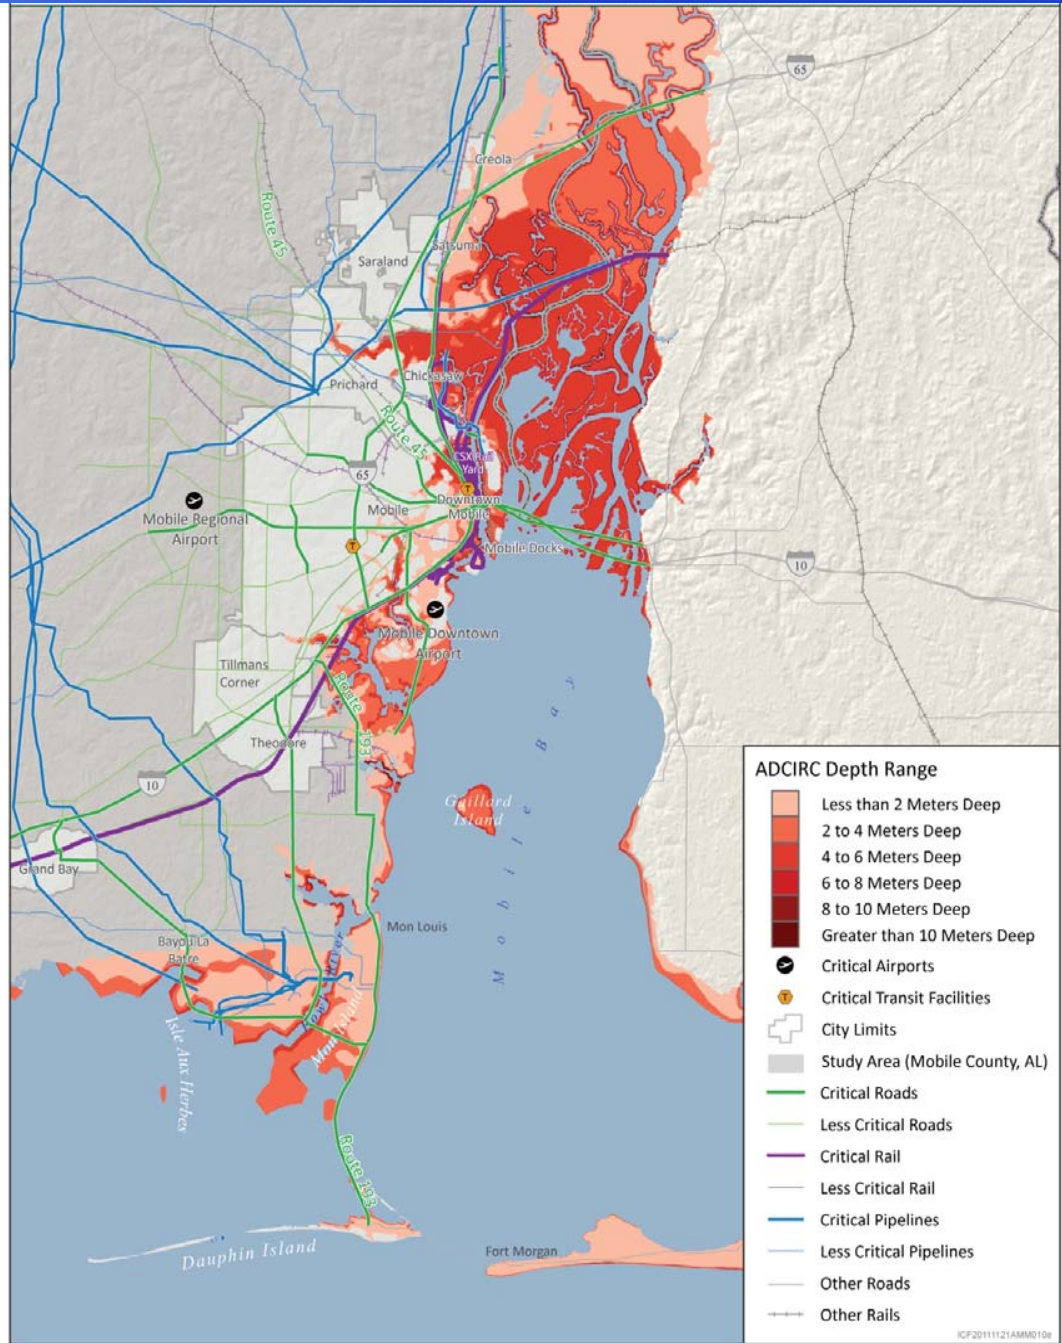 65
Creola
Route 45
Satsuma
Saraland
Chickasaw
Prichard
Route 45
CSX Rail
Yard
65
T
Downtown
Mobile
Mobile
Mobile Regional
Airport
T
Mobile Docks
10
Mobile Downtown
Airport
Tillmans
Corner
Route 193
Mobile Bay
Theodore
10
Gaillard
Island
Grand Bay
Mon Louis
Bayou La
Batre
Fowl River
Mon Island
Isle Aux Herbes
Route 193
Dauphin Island
Fort Morgan
ADCIRC Depth Range
Less than 2 Meters Deep
2 to 4 Meters Deep
4 to 6 Meters Deep
6 to 8 Meters Deep
8 to 10 Meters Deep
Greater than 10 Meters Deep
Critical Airports
T
Critical Transit Facilities
City Limits
Study Area (Mobile County, AL)
Critical Roads
Less Critical Roads
Critical Rail
Less Critical Rail
Critical Pipelines
Less Critical Pipelines
Other Roads
Other Rails
ICF20111121AMM010a